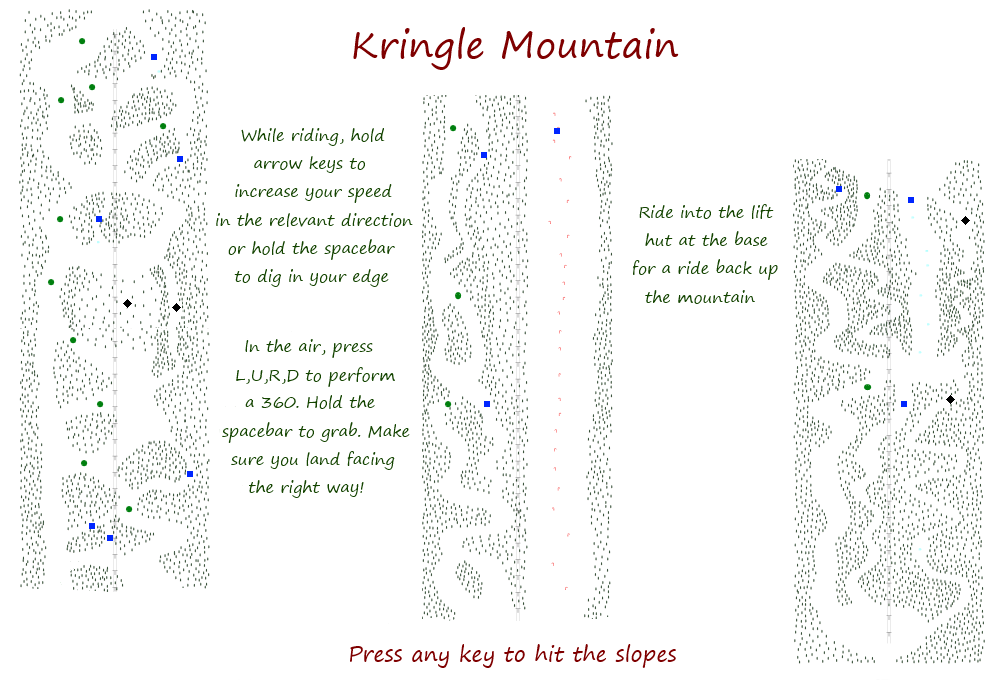 Kringle Mountain
While riding, hold
arrow keys to
increase your speed
in the relevant direction
or hold the spacebar
to dig in your edge
In the air, press
L,U,R,D to perform
a 360. Hold the
spacebar to grab. Make
sure you land facing
the right way!
Ride into the lift
hut at the base
for a ride back up
the mountain
Press any key to hit the slopes